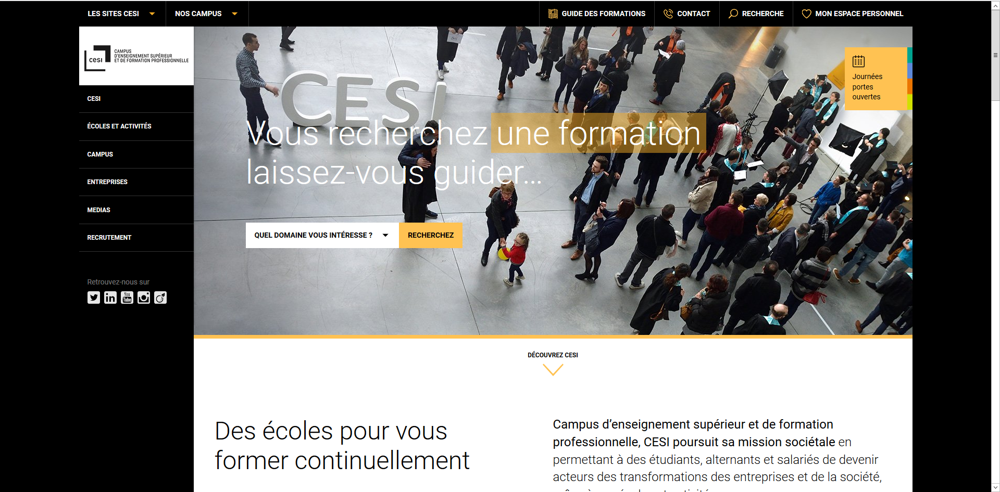 LES SITES CESI
NOS CAMPUS
GUIDE DES FORMATIONS
CONTACT
RECHERCHE
MON ESPACE PERSONNEL
cesi
CAMPUS
D'ENSEIGNEMENT SUPÉRIEUR
ET DE FORMATION PROFESSIONNELLE
CESI
ÉCOLES ET ACTIVITÉS
CAMPUS
ENTREPRISES
MEDIAS
RECRUTEMENT
Retrouvez-nous sur
You
Tube
CESI
Journées
portes
ouvertes
Vous recherchez une formation
laissez-vous guider...
QUEL DOMAINE VOUS INTÉRESSE ?
RECHERCHEZ
DÉCOUVREZ CESI
Des écoles pour vous
former continuellement
Campus d’enseignement supérieur et de formation
professionnelle, CESI poursuit sa mission sociétale en
permettant à des étudiants, alternants et salariés de devenir
acteurs des transformations des entreprises et de la société,